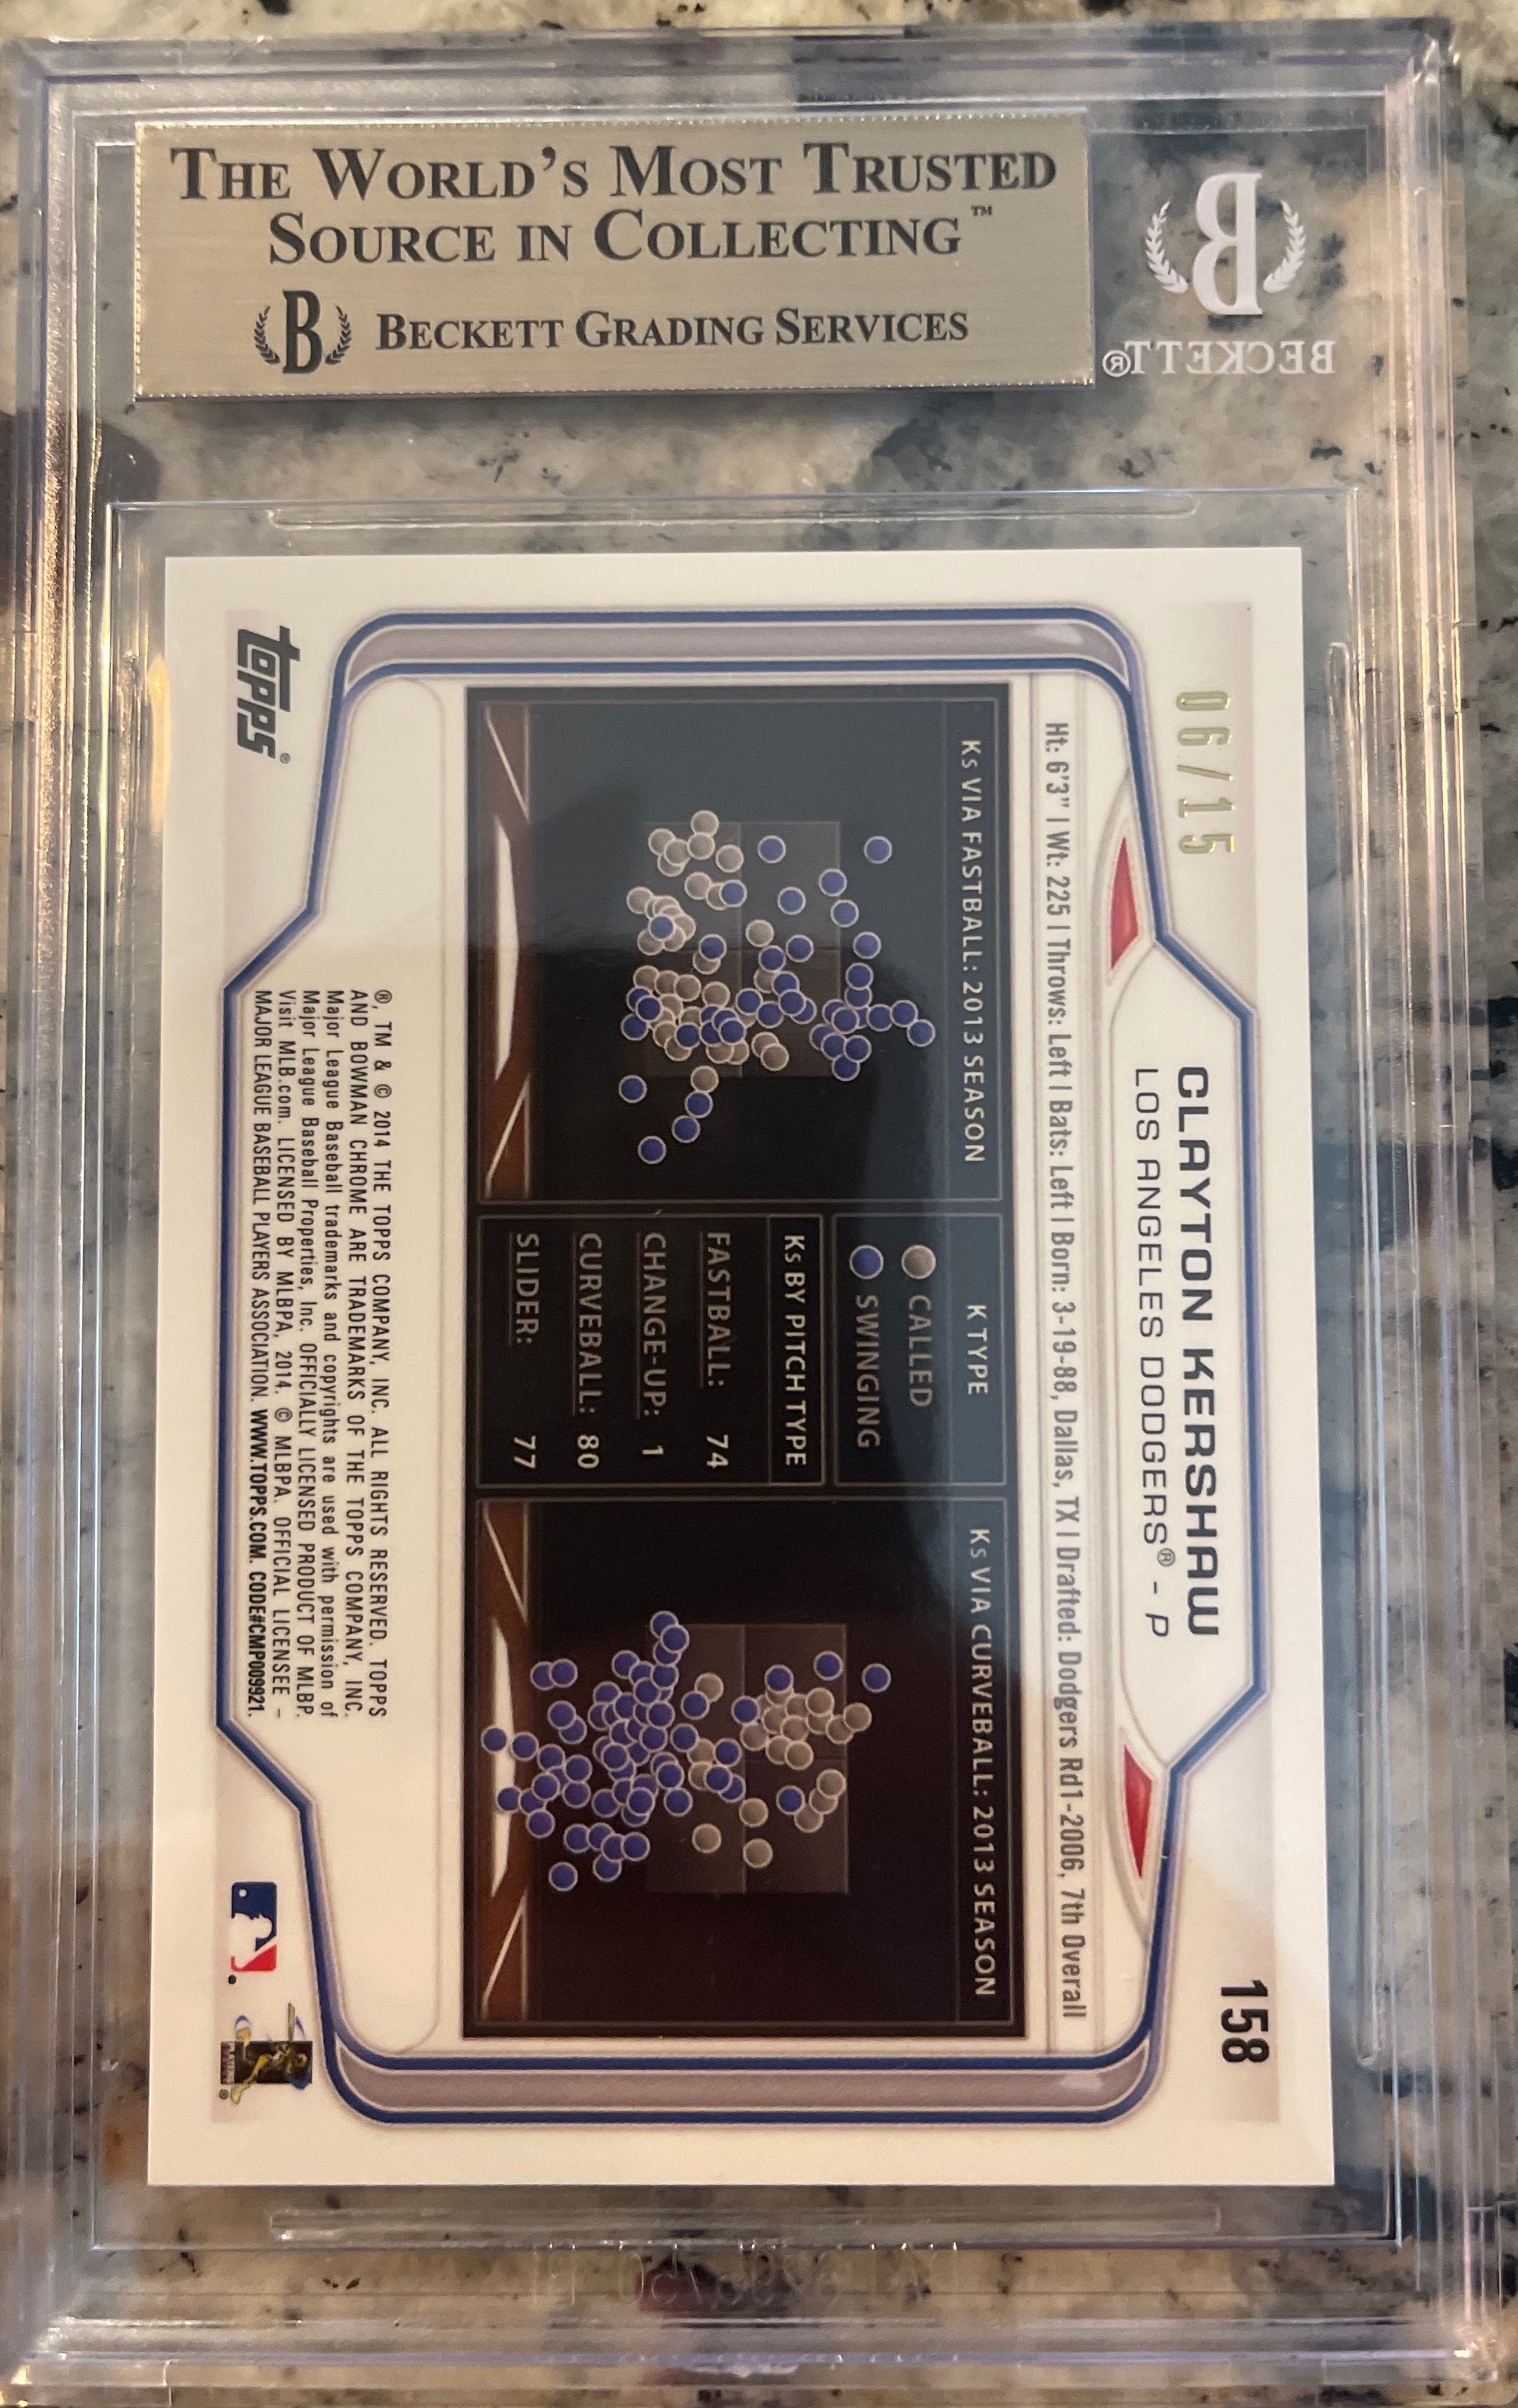 THE WORLD'S MOST TRUSTED
SOURCE IN COLLECTING™
B BECKETT GRADING SERVICES
B
BECKETT®
06/15
158
CLAYTON KERSHAW
LOS ANGELES DODGERS® - P
Ht: 6'3" | Wt: 225 | Throws: Left | Bats: Left | Born: 3-19-88, Dallas, TX | Drafted: Dodgers Rd1-2006, 7th Overall
Ks VIA FASTBALL: 2013 SEASON
K TYPE
CALLED
SWINGING
Ks BY PITCH TYPE
FASTBALL: 74
CHANGE-UP: 1
CURVEBALL: 80
SLIDER: 77
Ks VIA CURVEBALL: 2013 SEASON
®, TM & © 2014 THE TOPPS COMPANY, INC. ALL RIGHTS RESERVED. TOPPS
AND BOWMAN CHROME ARE TRADEMARKS OF THE TOPPS COMPANY, INC.
Major League Baseball trademarks and copyrights are used with permission of
Major League Baseball Properties, Inc. OFFICIALLY LICENSED PRODUCT OF MLBP.
Visit MLB.com. LICENSED BY MLBPA, 2014. © MLBPA. OFFICIAL LICENSEE –
MAJOR LEAGUE BASEBALL PLAYERS ASSOCIATION. WWW.TOPPS.COM. CODE#CMP009921.
topps®